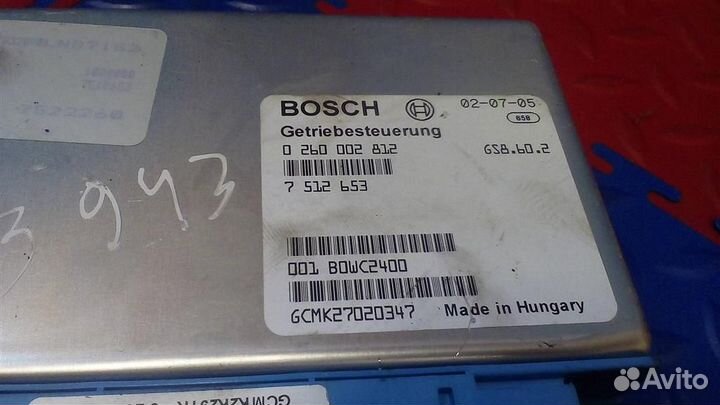 BOSCH 02-07-05
658
Getriebesteuerung
0 260 002 812 GS8.60.2
7 512 653
001 B0WC2400
GCMK27020347 Made in Hungary
943
Avito